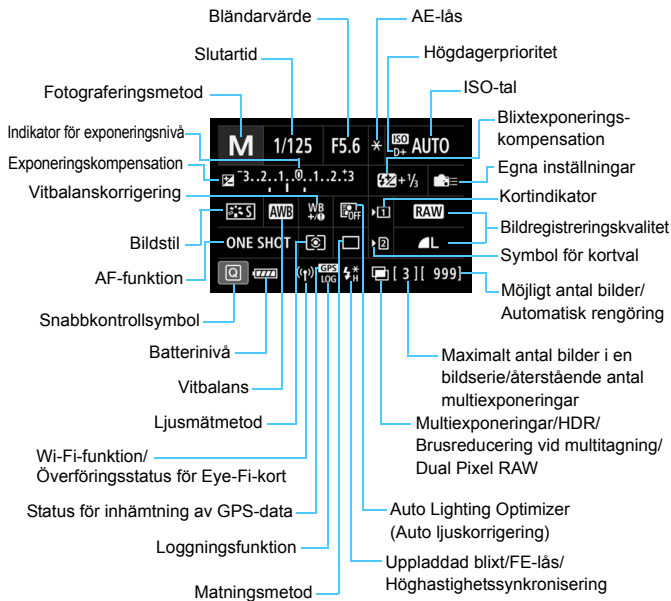 Bländarvärde
AE-lås
Slutartid
Högdagerprioritet
Fotograferingsmetod
ISO-tal
Indikator för exponeringsnivå
Blixtexponerings-
kompensation
Exponeringskompensation
Egna inställningar
Vitbalanskorrigering
Kortindikator
Bildstil
Bildregistreringskvalitet
AF-funktion
Symbol för kortval
Snabbkontrollsymbol
Möjligt antal bilder/
Automatisk rengöring
Batterinivå
Maximalt antal bilder i en
bildserie/återstående antal
multiexponeringar
Vitbalans
Ljusmätmetod
Multiexponeringar/HDR/
Brusreducering vid multitagning/
Dual Pixel RAW
Wi-Fi-funktion/
Överföringsstatus för Eye-Fi-kort
Status för inhämtning av GPS-data
Auto Lighting Optimizer
(Auto ljuskorrigering)
Loggningsfunktion
Uppladdad blixt/FE-lås/
Höghastighetssynkronisering
Matningsmetod
M 1/125 F5.6 * ISO D+ AUTO
-3..2..1..0..1..2.+3 +1/3
S AWB WB +/- OFF 1 RAW
ONE SHOT 2 L
Q GPS LOG H [ 3 ][ 999]